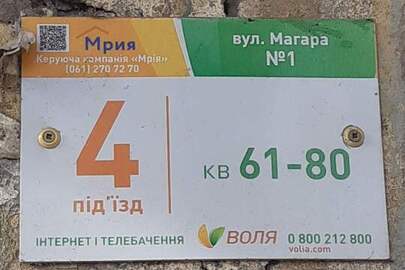 Мрия
Керуюча компанія «Мрія»
(061) 270 72 70
вул. Магара
№1
4
під'їзд
кв 61-80
ІНТЕРНЕТ І ТЕЛЕБАЧЕННЯ
ВОЛЯ
0 800 212 800
volia.com